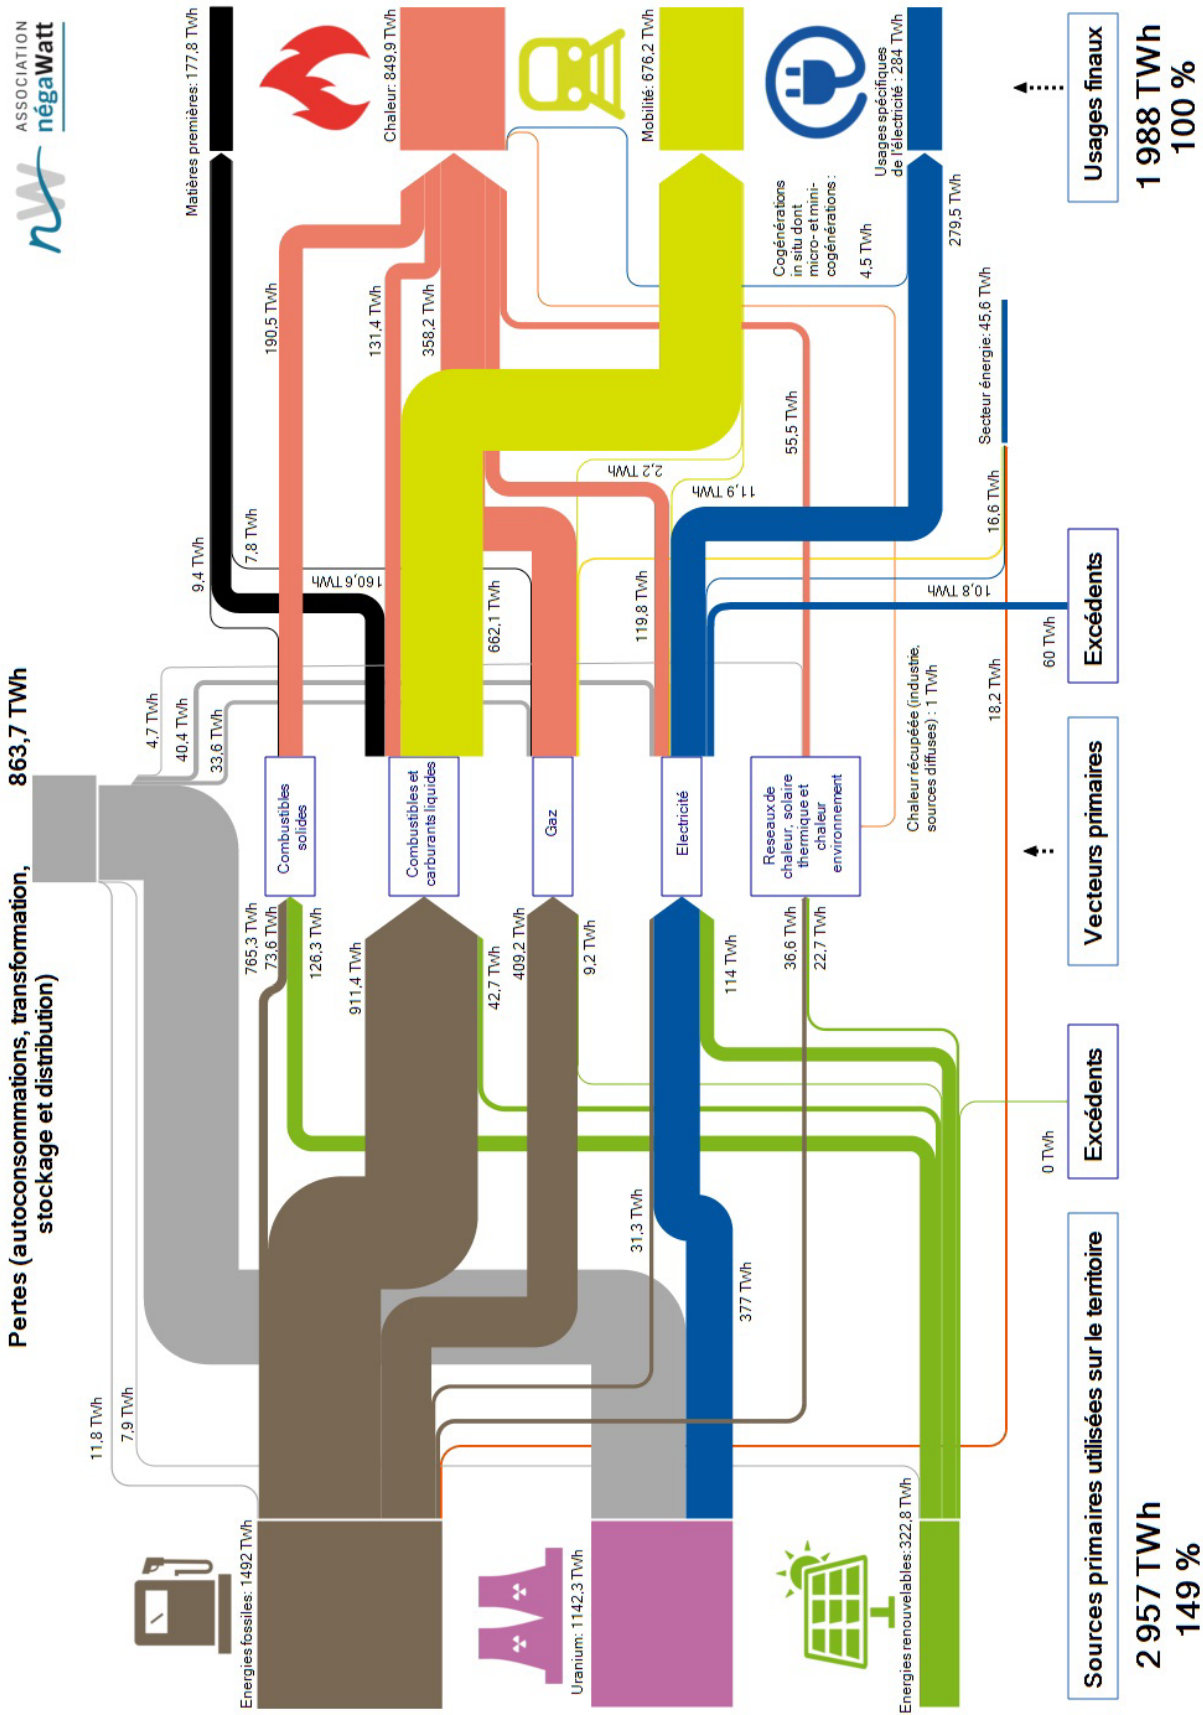 ASSOCIATION
négaWatt
Pertes (autoconsommations, transformation,
stockage et distribution)
863,7 TWh
11,8 TWh
7,9 TWh
4,7 TWh
40,4 TWh
33,6 TWh
Energies fossiles: 1492 TWh
Uranium: 1142,3 TWh
Energies renouvelables: 322,8 TWh
765,3 TWh
73,6 TWh
126,3 TWh
911,4 TWh
42,7 TWh
409,2 TWh
9,2 TWh
31,3 TWh
377 TWh
114 TWh
36,6 TWh
22,7 TWh
0 TWh
Combustibles
solides
Combustibles et
carburants liquides
Gaz
Electricité
Reseaux de
chaleur, solaire
thermique et
chaleur
environnement
9,4 TWh
7,8 TWh
160,6 TWh
190,5 TWh
131,4 TWh
358,2 TWh
662,1 TWh
2,2 TWh
11,9 TWh
119,8 TWh
55,5 TWh
Chaleur récupéée (industrie,
sources diffuses) : 1 TWh
10,8 TWh
16,6 TWh
18,2 TWh
60 TWh
Secteur énergie: 45,6 TWh
279,5 TWh
Cogénérations
in situ dont
micro- et mini-
cogénérations :
4,5 TWh
Matières premières: 177,8 TWh
Chaleur: 849,9 TWh
Mobilité: 676,2 TWh
Usages spécifiques
de l'électricité : 284 TWh
Sources primaires utilisées sur le territoire
Excédents
Vecteurs primaires
Excédents
Usages finaux
2 957 TWh
149 %
1 988 TWh
100 %